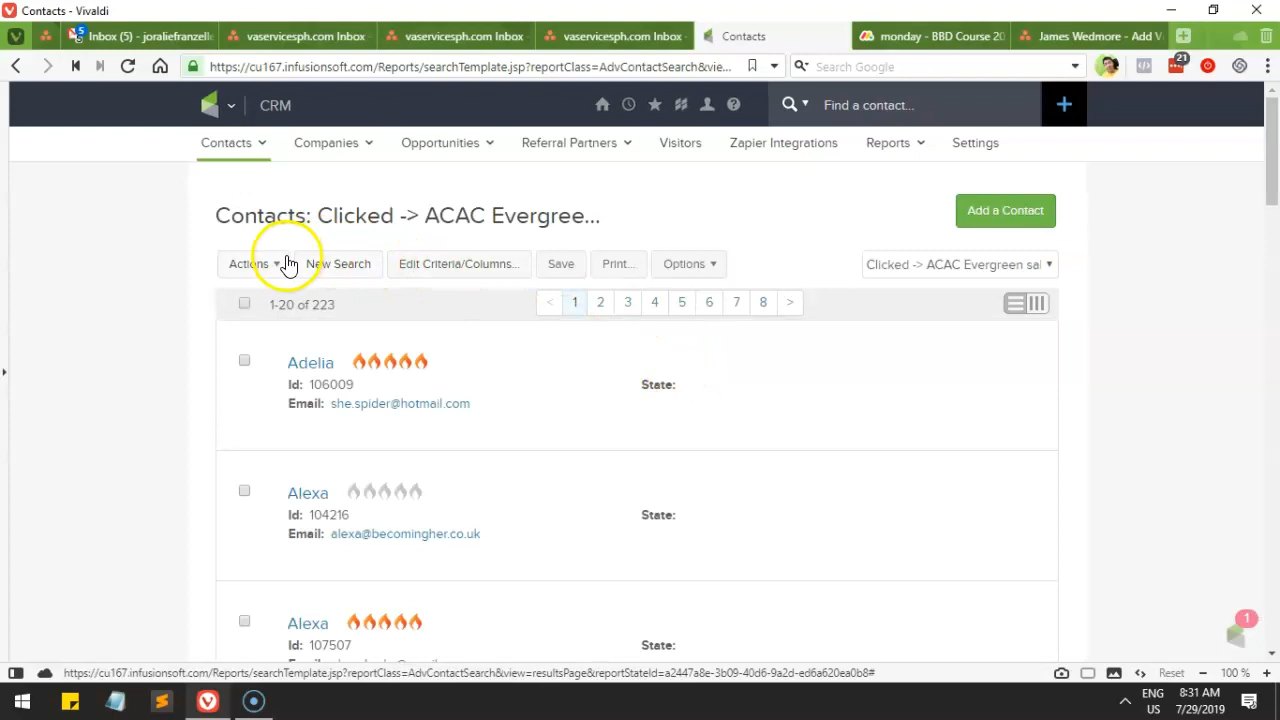 Contacts - Vivaldi
5
Inbox (5) - joraliefranzelle
vaservicesph.com Inbox
vaservicesph.com Inbox
vaservicesph.com Inbox
Contacts
monday - BBD Course 20
James Wedmore - Add V
https://cu167.infusionsoft.com/Reports/searchTemplate.jsp?reportClass=AdvContactSearch&vie...
Search Google
21
CRM
Find a contact...
Contacts
Companies
Opportunities
Referral Partners
Visitors
Zapier Integrations
Reports
Settings
Contacts: Clicked -> ACAC Evergree...
Add a Contact
Actions
New Search
Edit Criteria/Columns...
Save
Print...
Options
Clicked -> ACAC Evergreen sal
1-20 of 223
< 1 2 3 4 5 6 7 8 >
Adelia
Id: 106009
State:
Email: she.spider@hotmail.com
Alexa
Id: 104216
State:
Email: alexa@becomingher.co.uk
Alexa
Id: 107507
State:
1
https://cu167.infusionsoft.com/Reports/searchTemplate.jsp?reportClass=AdvContactSearch&view=resultsPage&reportStateId=a2447a8e-3b09-40d6-9a2d-ed6a620ea0b8#
Reset
100 %
ENG
US
8:31 AM
7/29/2019